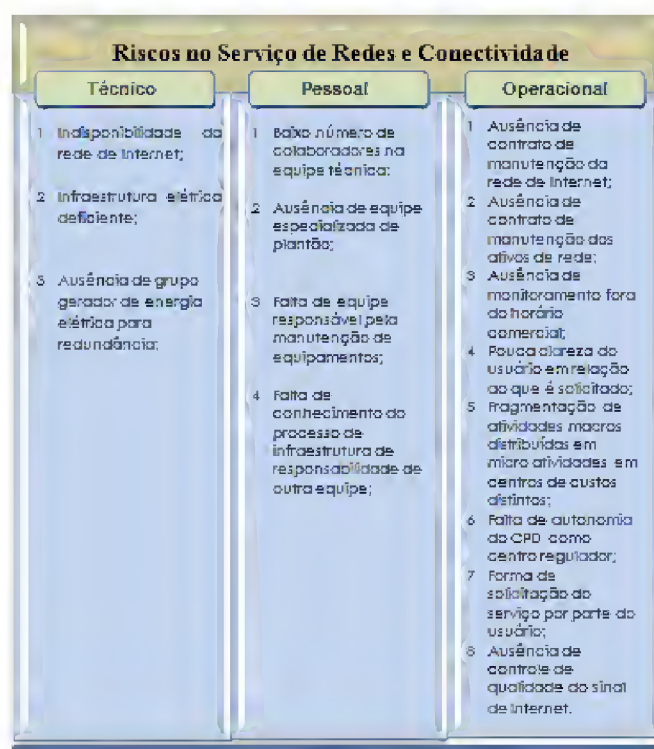 Riscos no Serviço de Redes e Conectividade
Técnico
1 Indisponibilidade da
rede de Internet;
2 Infraestrutura elétrica
deficiente;
3 Ausência de grupo
gerador de energia
elétrica para
redundância;
Pessoal
1 Baixo número de
colaboradores na
equipe técnica;
2 Ausência de equipe
especializada de
plantão;
3 Falta de equipe
responsável pela
manutenção de
equipamentos;
4 Falta de
conhecimento do
processo de
infraestrutura de
responsabilidade de
outra equipe;
Operacional
1 Ausência de
contrato de
manutenção da
rede de Internet;
2 Ausência de
contrato de
manutenção dos
ativos de rede;
3 Ausência de
monitoramento fora
do horário
comercial;
4 Pouca clareza do
usuário em relação
ao que é solicitado;
5 Fragmentação de
atividades macros
distribuídas em
micro atividades em
centros de custos
distintos;
6 Falta de autonomia
do CPD como
centro regulador;
7 Forma de
solicitação do
serviço por parte do
usuário;
8 Ausência de
controle de
qualidade do sinal
de Internet.